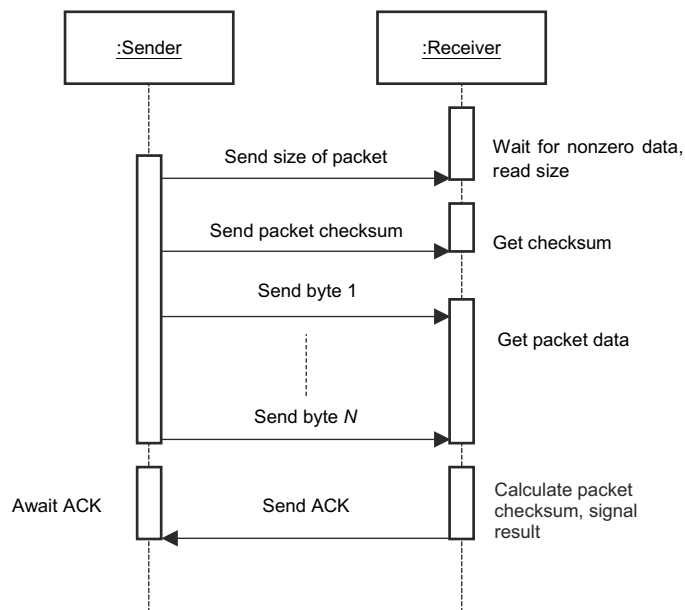 :Sender
:Receiver
Send size of packet
Wait for nonzero data,
read size
Send packet checksum
Get checksum
Send byte 1
Get packet data
Send byte N
Await ACK
Send ACK
Calculate packet
checksum, signal
result